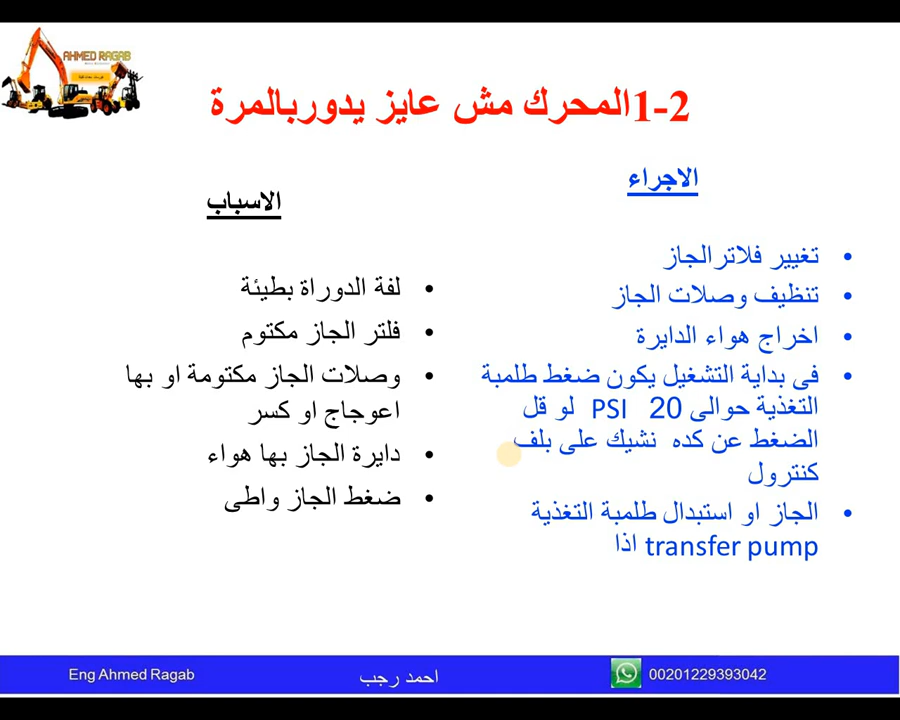 AHMED RAGAB
1-2المحرك مش عايز يدوربالمرة
الاجراء
تغيير فلاترالجاز
تنظيف وصلات الجاز
اخراج هواء الدايرة
فى بداية التشغيل يكون ضغط طلمبة
التغذية حوالى 20 PSI لو قل
الضغط عن كده نشيك على بلف
كنترول
الجاز او استبدال طلمبة التغذية
transfer pump اذا
الاسباب
لفة الدوراة بطيئة
فلتر الجاز مكتوم
وصلات الجاز مكتومة او بها
اعوجاج او كسر
دايرة الجاز بها هواء
ضغط الجاز واطى
Eng Ahmed Ragab
احمد رجب
00201229393042